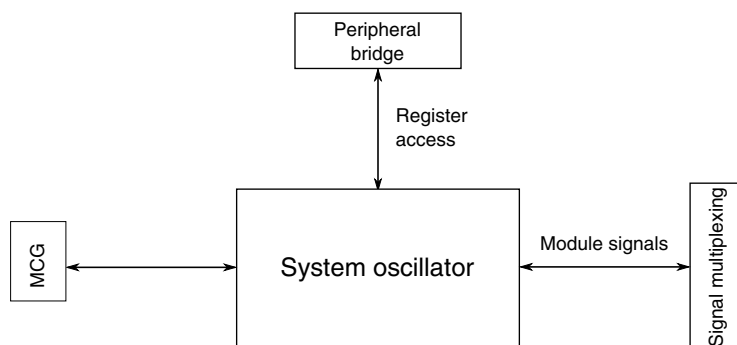 Peripheral
bridge
Register
access
MCG
System oscillator
Module signals
Signal multiplexing